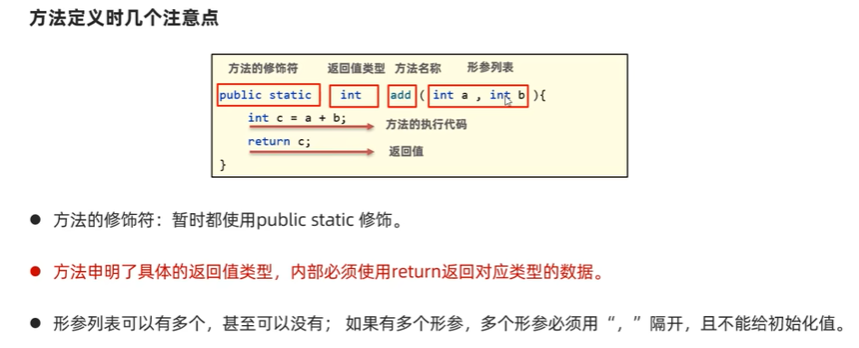 方法定义时几个注意点
方法的修饰符 返回值类型 方法名称 形参列表
public static int add ( int a , int b ){
int c = a + b; 方法的执行代码
return c; 返回值
}
● 方法的修饰符：暂时都使用public static 修饰。
● 方法申明了具体的返回值类型，内部必须使用return返回对应类型的数据。
● 形参列表可以有多个，甚至可以没有； 如果有多个形参，多个形参必须用“，”隔开，且不能给初始化值。